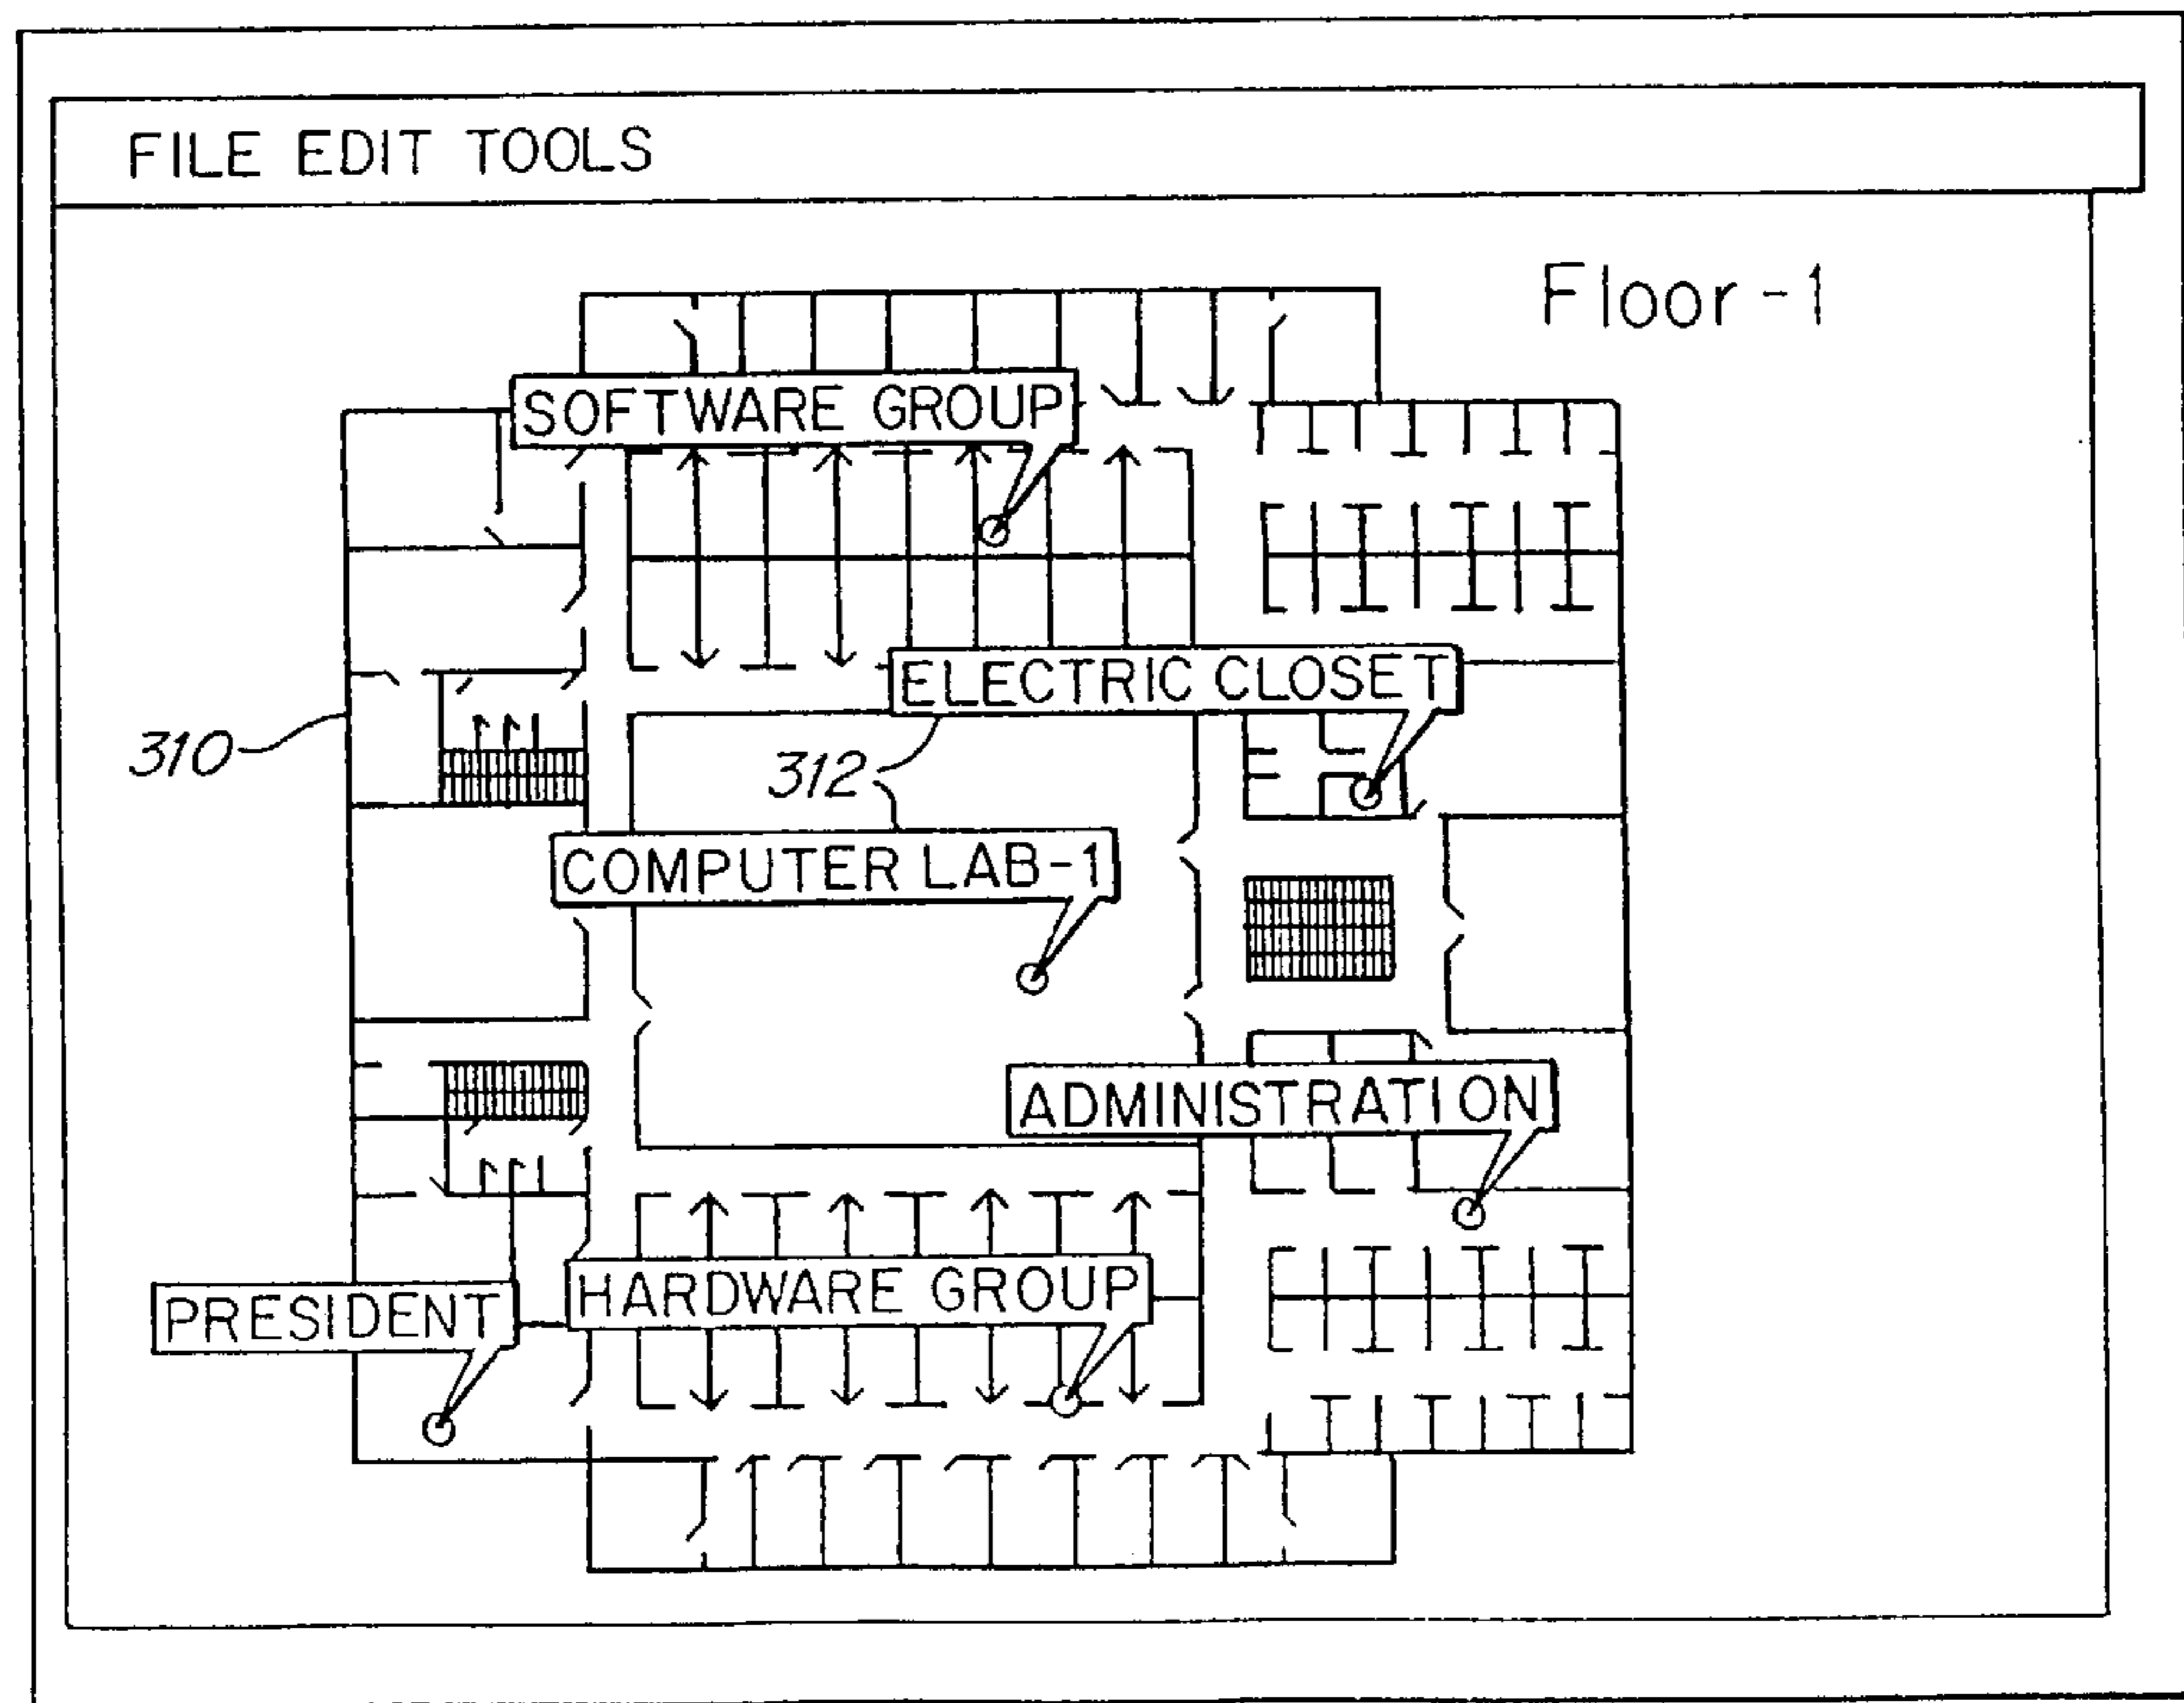 FILE EDIT TOOLS
Floor-1
SOFTWARE GROUP
ELECTRIC CLOSET
310
312
COMPUTER LAB-1
ADMINISTRATION
HARDWARE GROUP
PRESIDENT